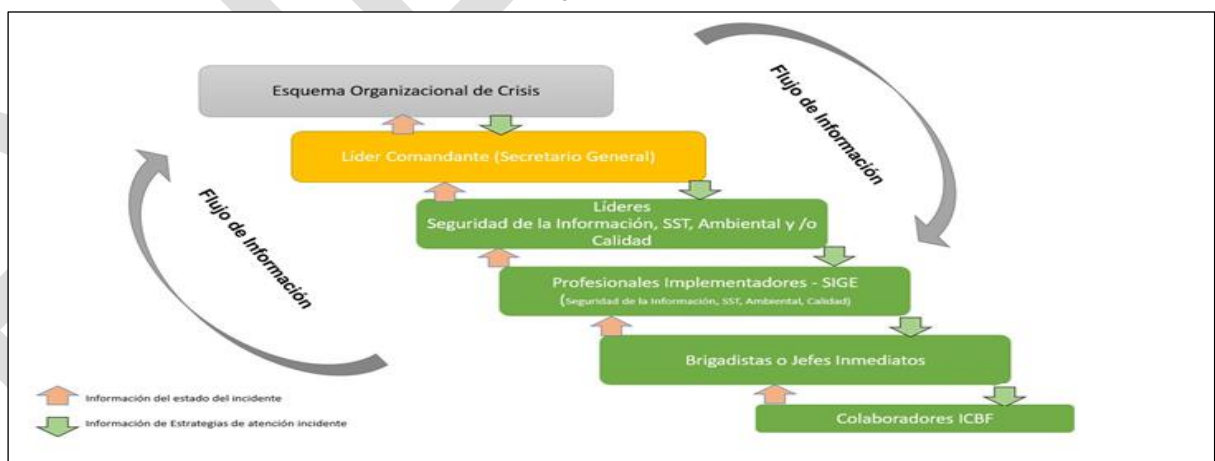 Esquema Organizacional de Crisis
Flujo de Información
Líder Comandante (Secretario General)
Líderes
Seguridad de la Información, SST, Ambiental y /o
Calidad
Flujo de Información
Profesionales Implementadores - SIGE
(Seguridad de la Información, SST, Ambiental, Calidad)
Brigadistas o Jefes Inmediatos
Información del estado del incidente
Colaboradores ICBF
Información de Estrategias de atención incidente